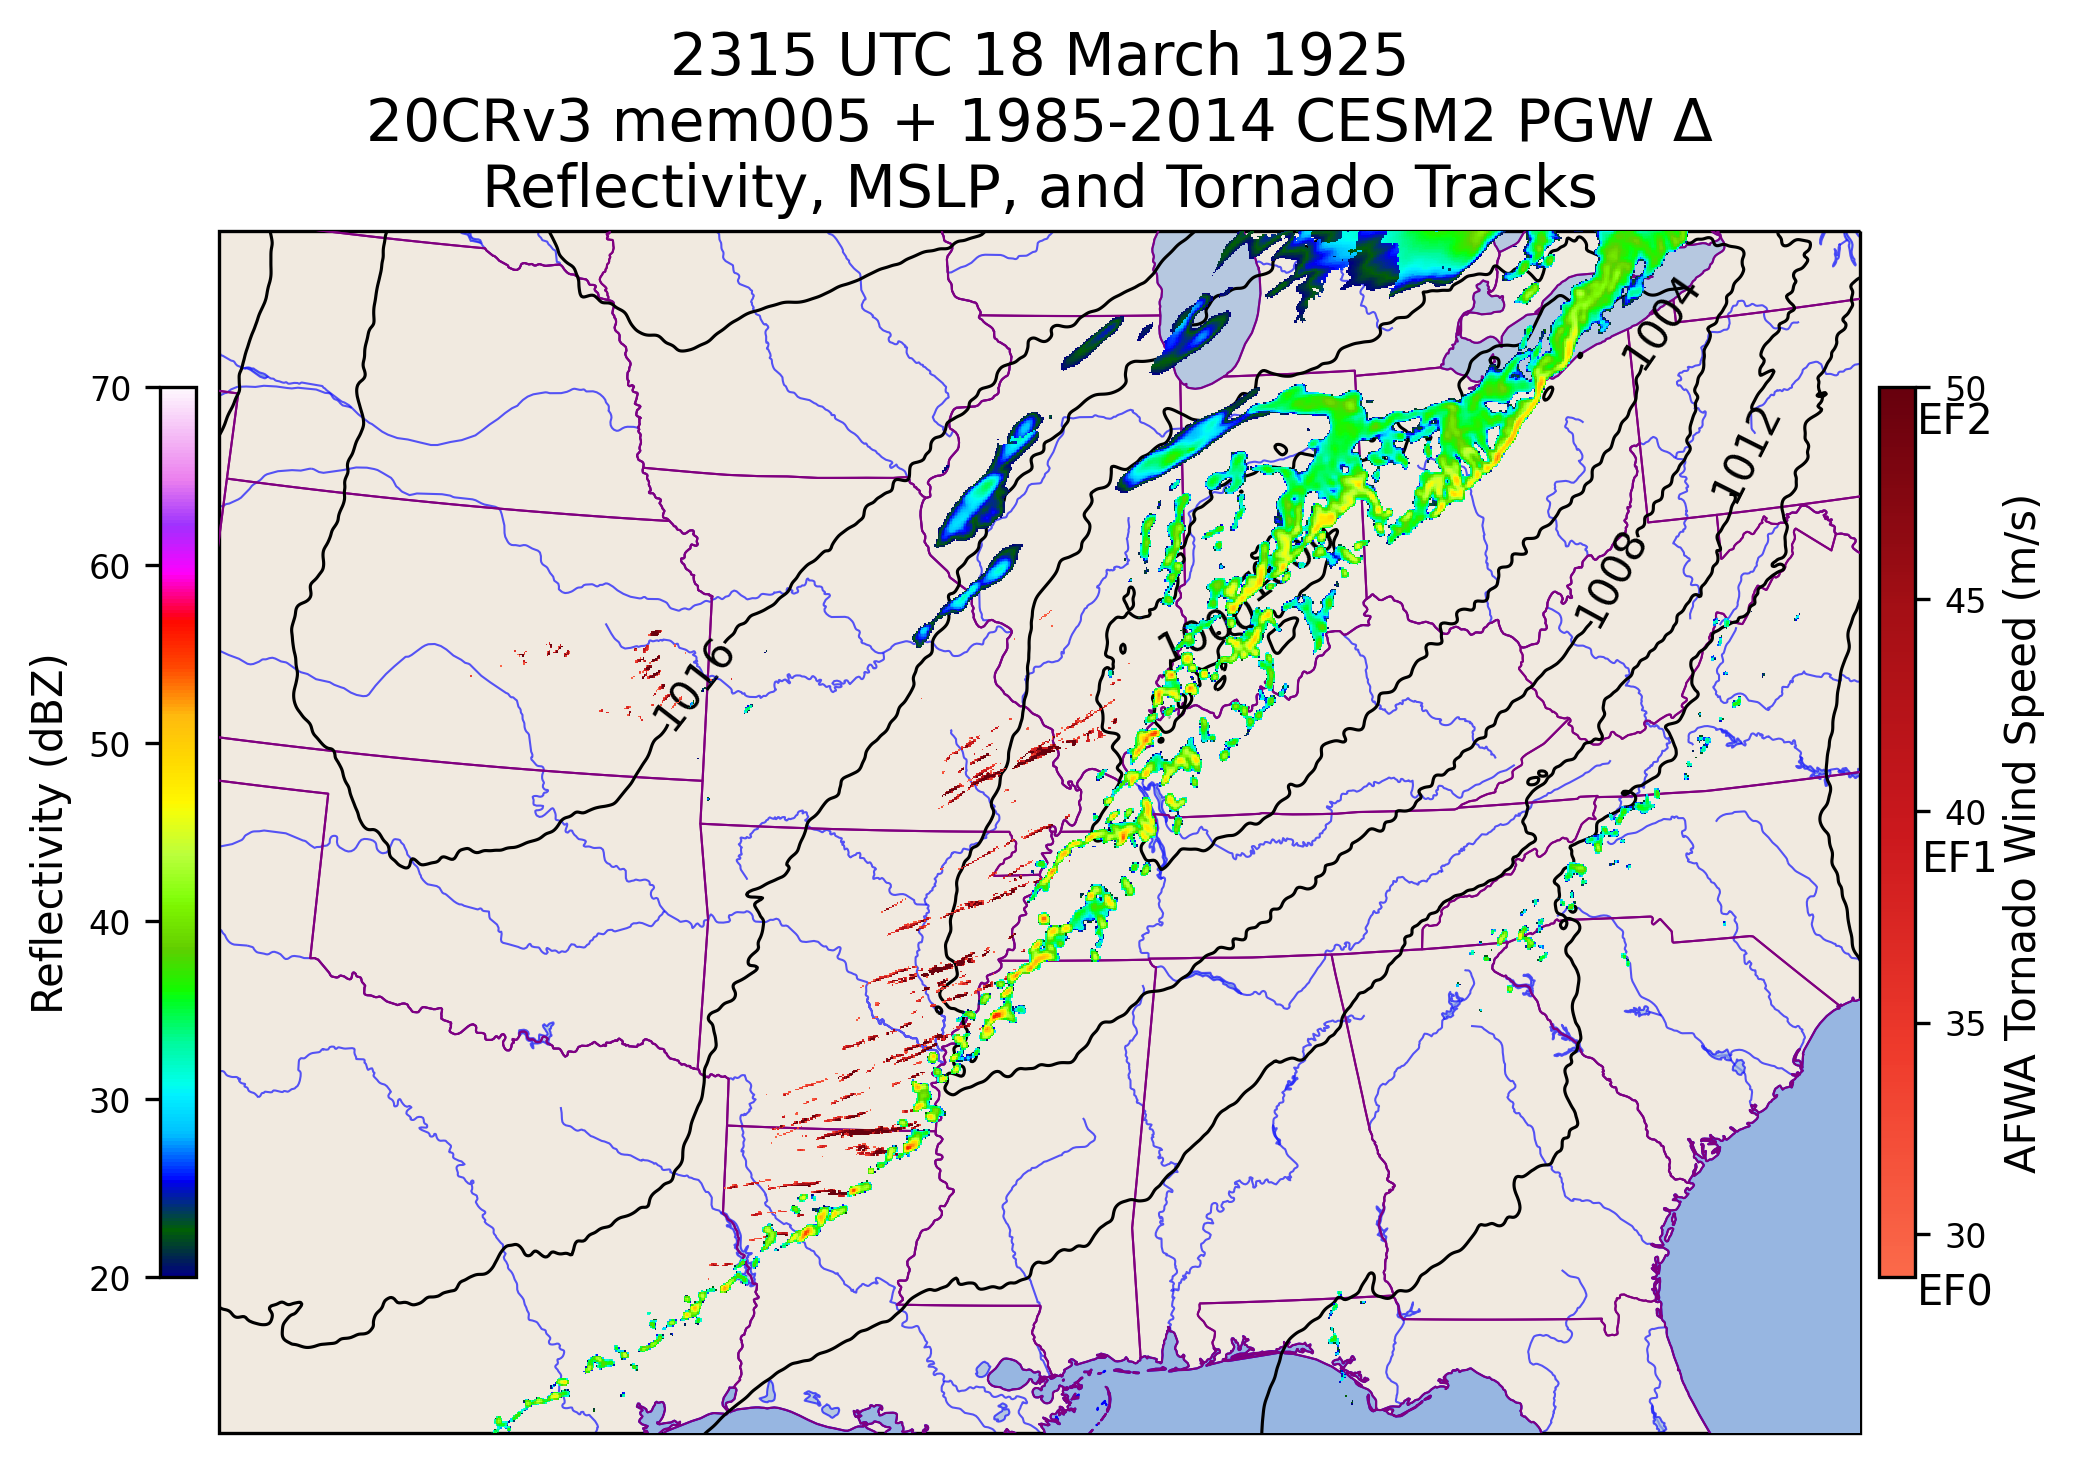 2315 UTC 18 March 1925
20CRv3 mem005 + 1985-2014 CESM2 PGW Δ
Reflectivity, MSLP, and Tornado Tracks
Reflectivity (dBZ)
70
60
50
40
30
20
1004
1012
1008
1000
1016
50
EF2
45
40
EF1
35
30
EF0
AFWA Tornado Wind Speed (m/s)